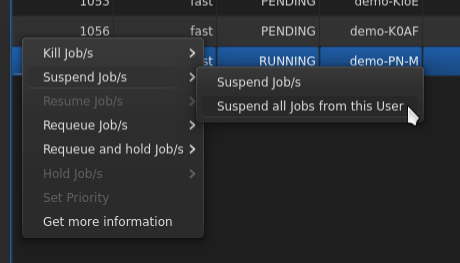 1053 fast PENDING demo-KI6E
1056 fast PENDING demo-K0AF
st RUNNING demo-PN-M
Kill Job/s
Suspend Job/s
Suspend Job/s
Resume Job/s
Suspend all Jobs from this User
Requeue Job/s
Requeue and hold Job/s
Hold Job/s
Set Priority
Get more information